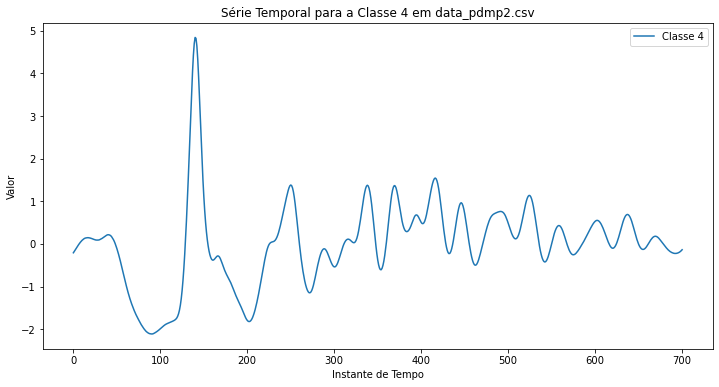 Série Temporal para a Classe 4 em data_pdmp2.csv
Classe 4
Valor
5
4
3
2
1
0
−1
−2
0 100 200 300 400 500 600 700
Instante de Tempo